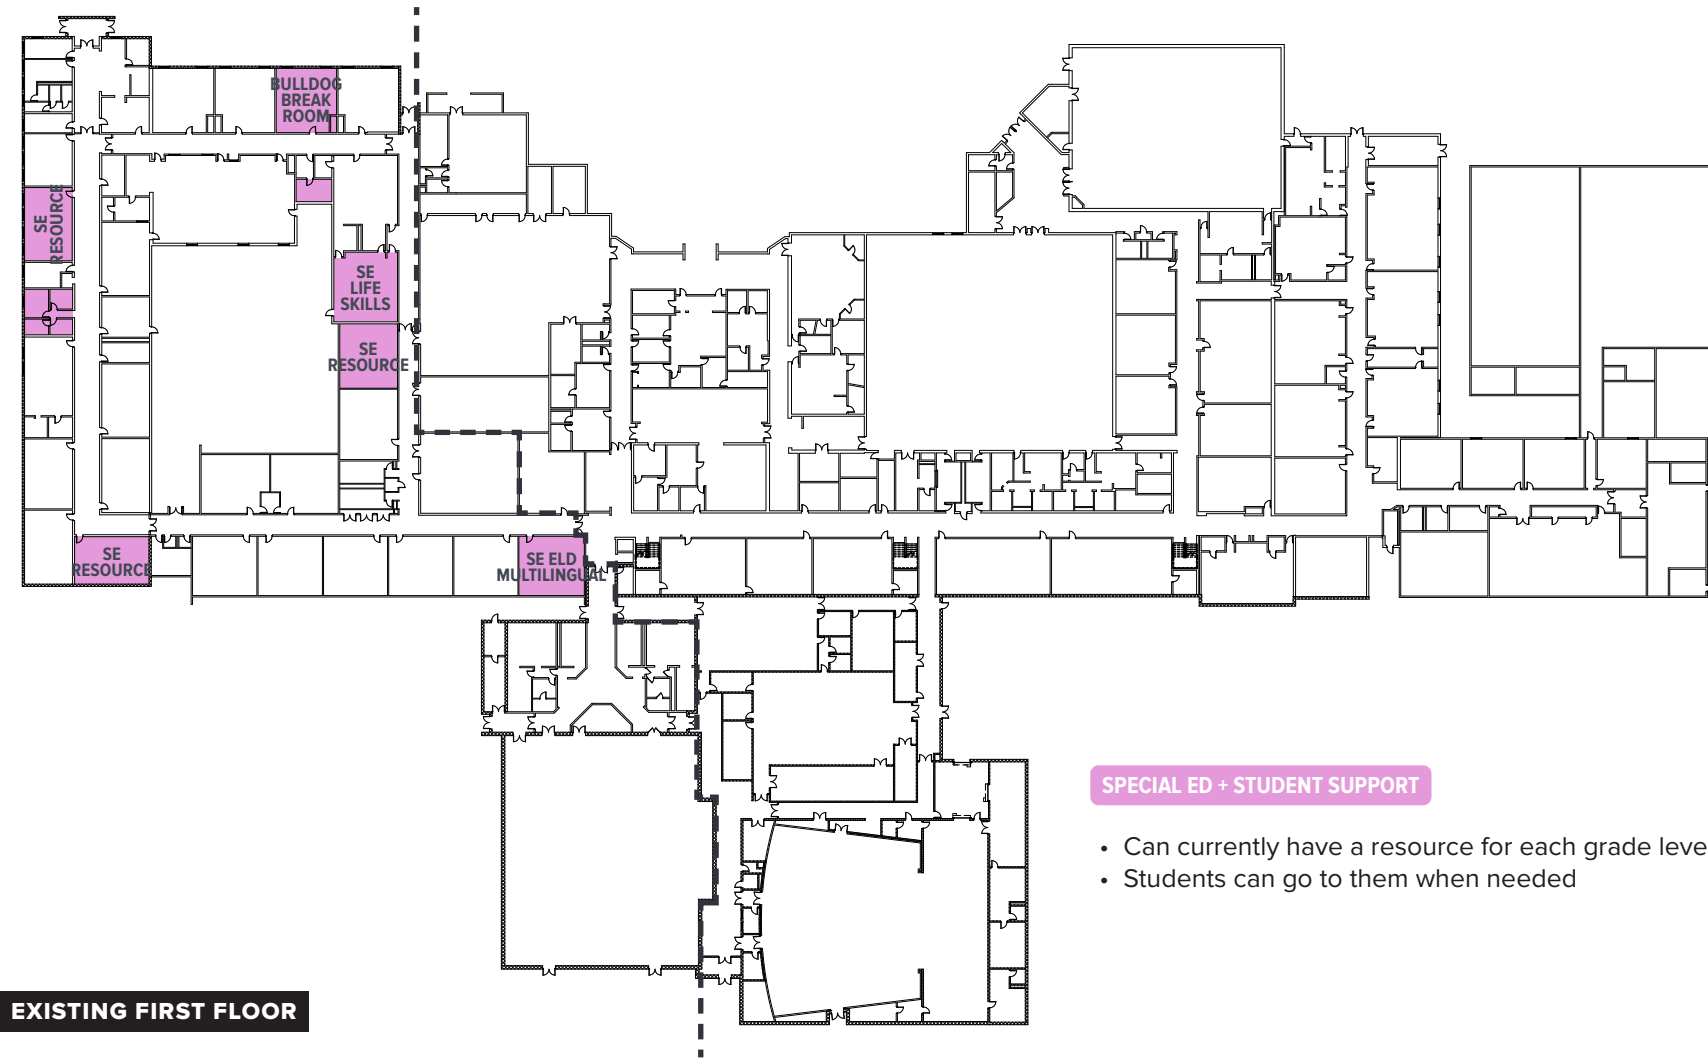 BULLDOG
BREAK
ROOM
SE
RESOURCE
SE
LIFE
SKILLS
SE
RESOURCE
SE
RESOURCE
SE ELD
MULTILINGUAL
SPECIAL ED + STUDENT SUPPORT
• Can currently have a resource for each grade leve
• Students can go to them when needed
EXISTING FIRST FLOOR